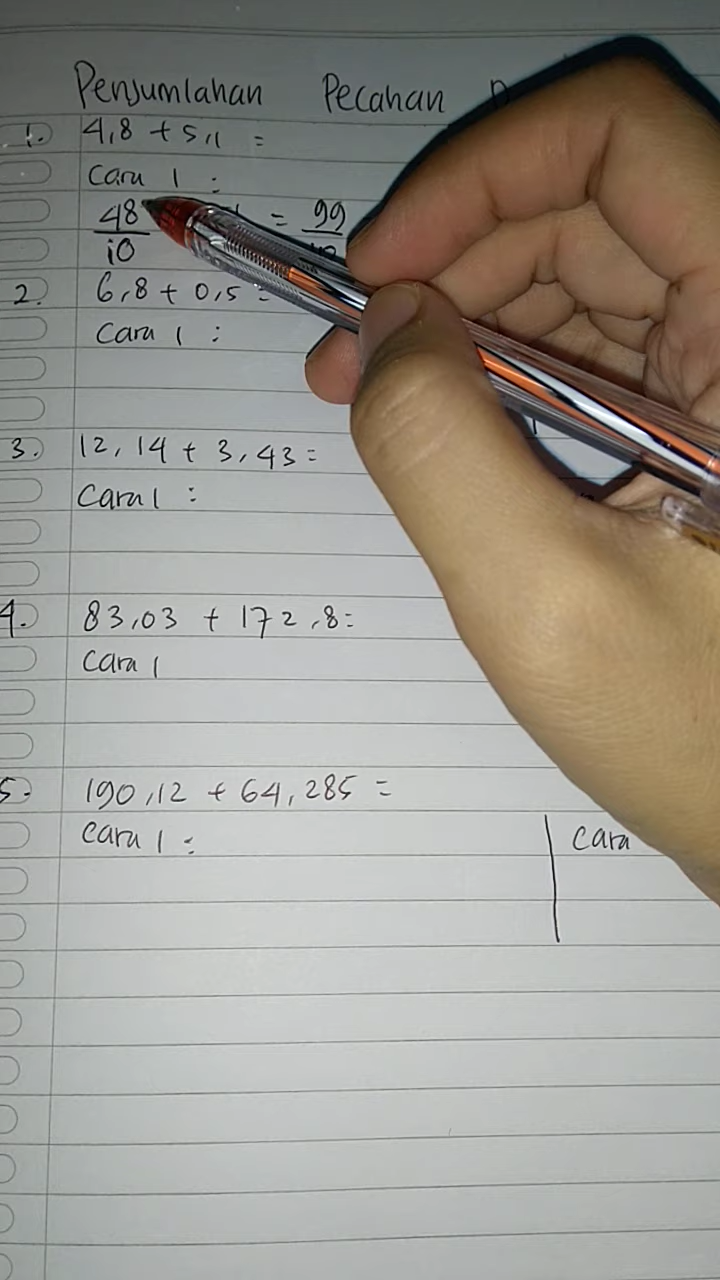 Penjumlahan Pecahan
1. 4,8 + 5,1 =
Cara 1 :
48/10 = 99
2. 6,8 + 0,5 =
Cara 1 :
3. 12,14 + 3,43 =
Cara 1 :
4. 83,03 + 172,8 =
Cara 1
5. 190,12 + 64,285 =
Cara 1 : Cara